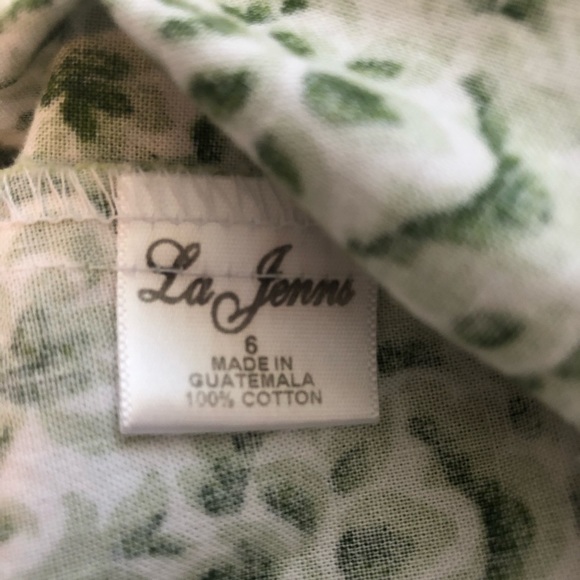 La Jenns
6
MADE IN
GUATEMALA
100% COTTON